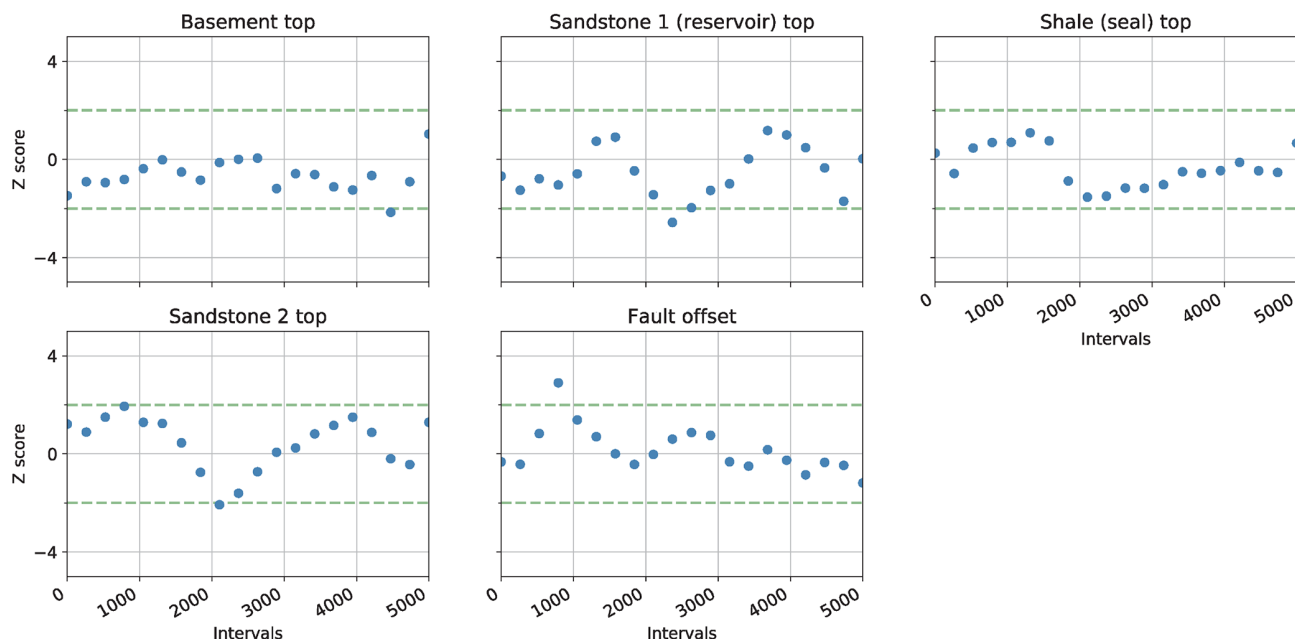 Basement top
Sandstone 1 (reservoir) top
Shale (seal) top
Z score
4
0
−4
0
1000
2000
3000
4000
5000
Intervals
Sandstone 2 top
Fault offset
Z score
4
0
−4
0
1000
2000
3000
4000
5000
Intervals
0
1000
2000
3000
4000
5000
Intervals